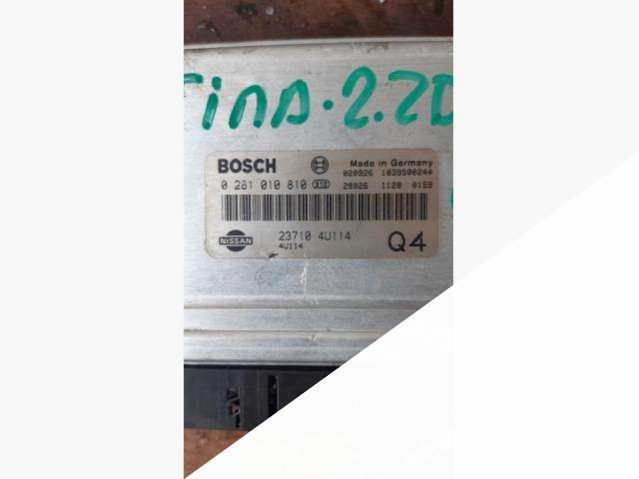 TinA·2.2D
BOSCH Made in Germany
020926 1039S00244
0 281 010 810 28926 1120 0159
NISSAN 23710 4U114 Q4
4U114